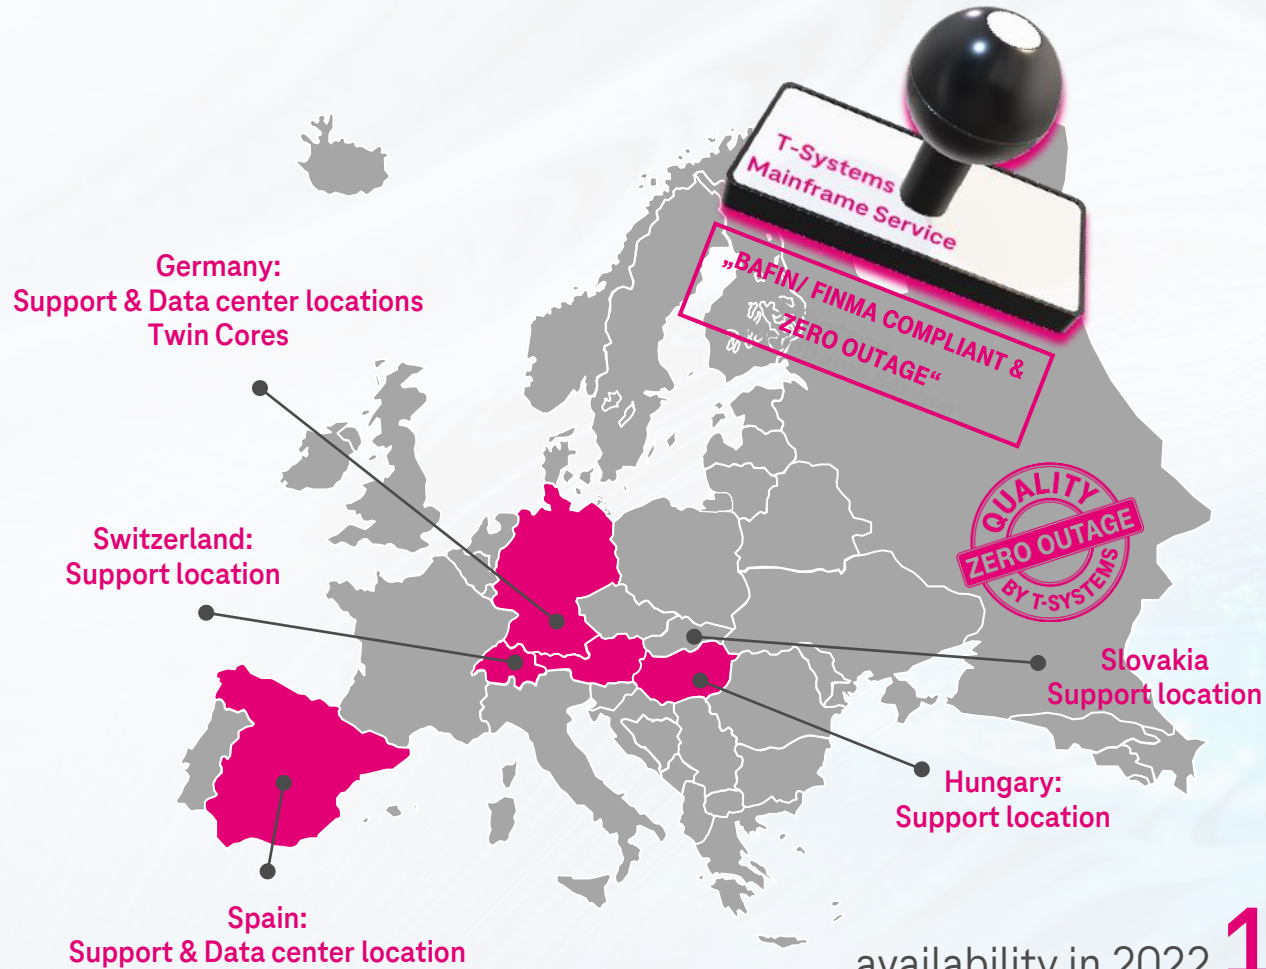 T-Systems
Mainframe Service
„BAFIN/ FINMA COMPLIANT &
ZERO OUTAGE“
Germany:
Support & Data center locations
Twin Cores
QUALITY
ZERO OUTAGE
BY T-SYSTEMS
Switzerland:
Support location
Slovakia
Support location
Hungary:
Support location
Spain:
Support & Data center location
availability in 2022